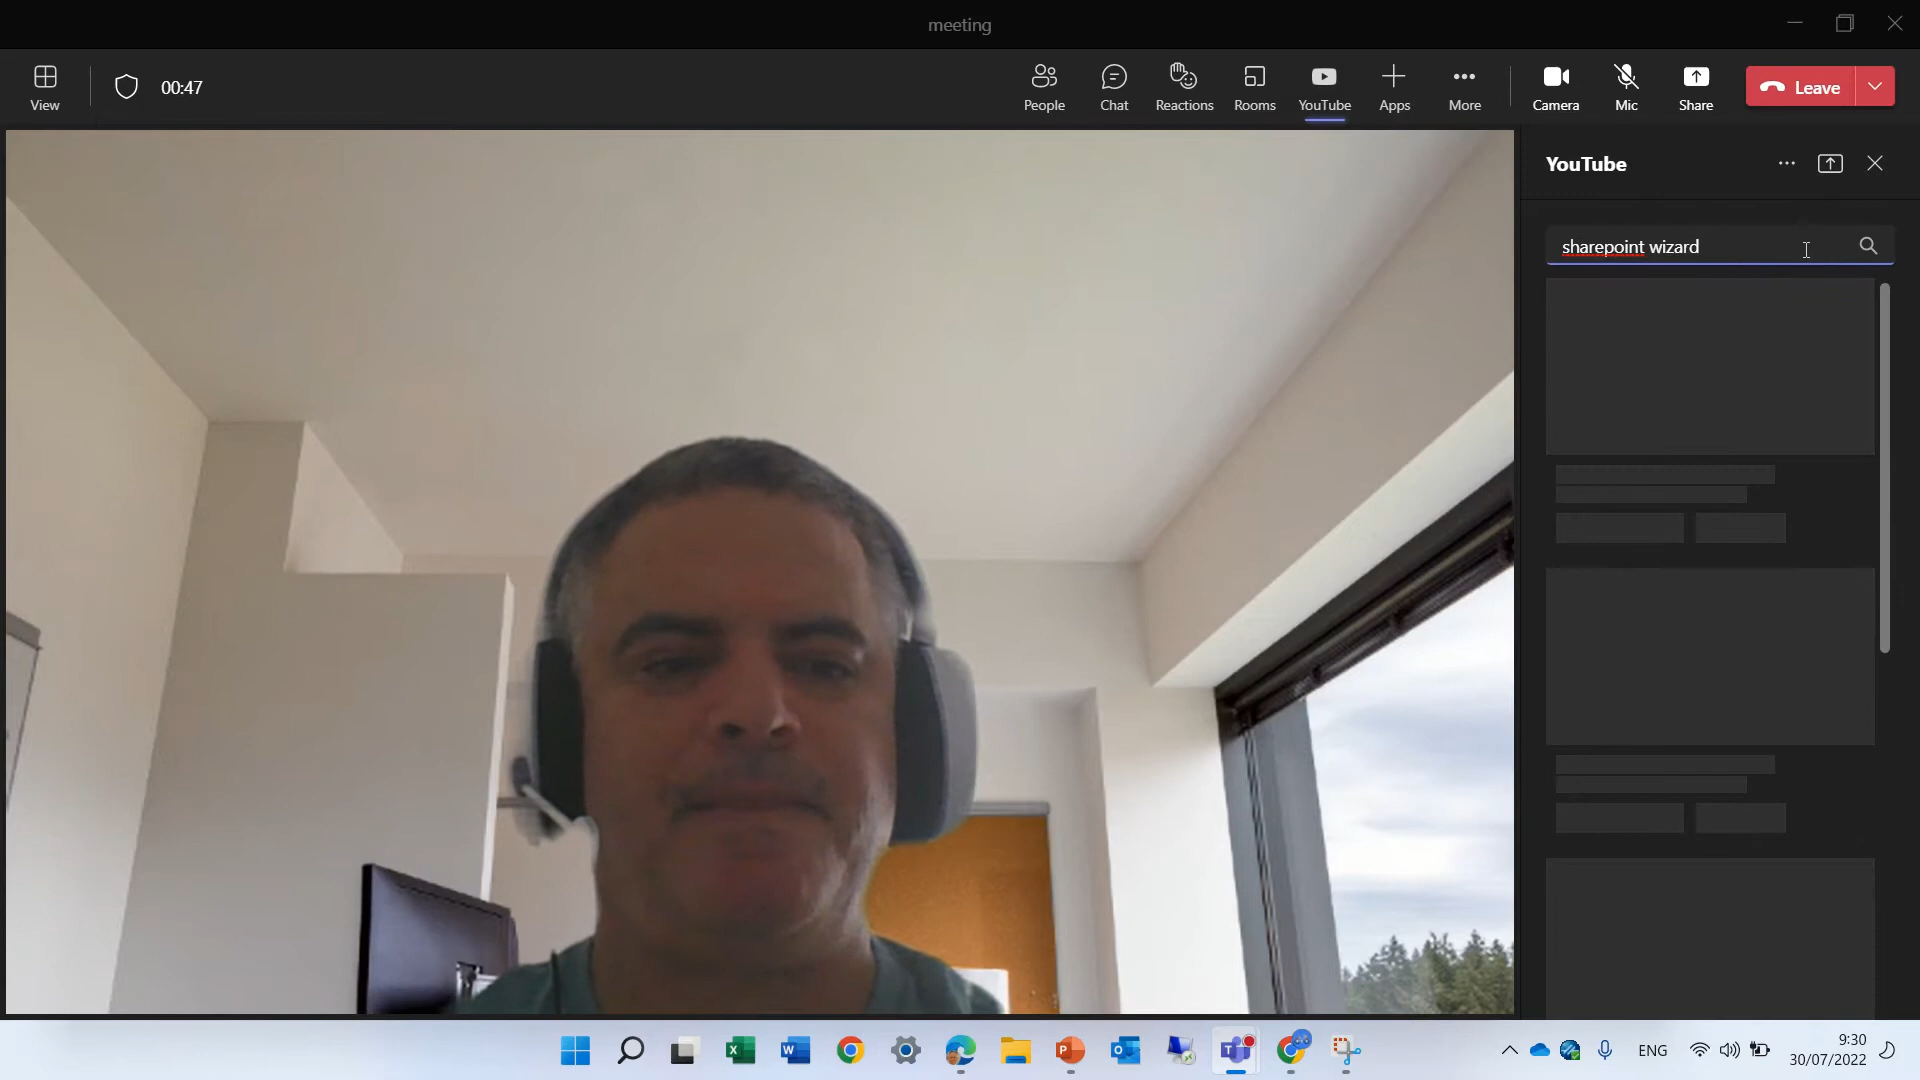 meeting
View
00:47
People
Chat
Reactions
Rooms
YouTube
Apps
More
Camera
Mic
Share
Leave
YouTube
sharepoint wizard
ENG
9:30
30/07/2022